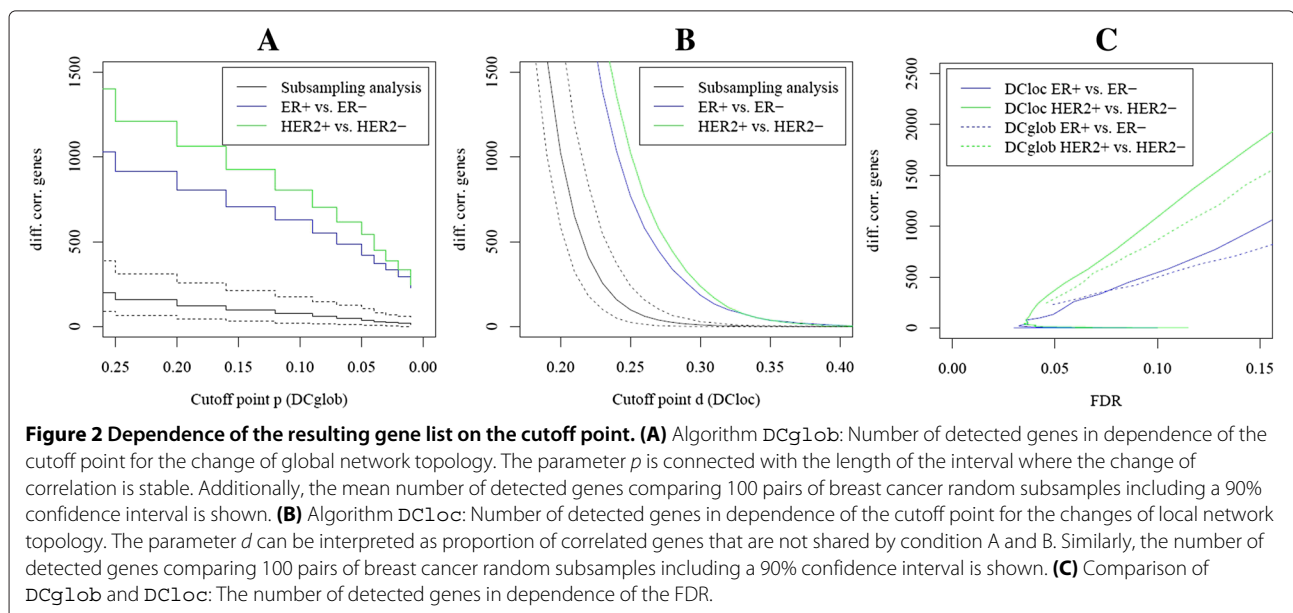 A
B
C
diff. corr. genes
0
500
1000
1500
Subsampling analysis
ER+ vs. ER−
HER2+ vs. HER2−
0.25
0.20
0.15
0.10
0.05
0.00
Cutoff point p (DCglob)
diff. corr. genes
0
500
1000
1500
Subsampling analysis
ER+ vs. ER−
HER2+ vs. HER2−
0.20
0.25
0.30
0.35
0.40
Cutoff point d (DCloc)
diff. corr. genes
0
500
1000
1500
2000
2500
DCloc ER+ vs. ER−
DCloc HER2+ vs. HER2−
DCglob ER+ vs. ER−
DCglob HER2+ vs. HER2−
0.00
0.05
0.10
0.15
FDR
Figure 2 Dependence of the resulting gene list on the cutoff point. (A) Algorithm DCglob: Number of detected genes in dependence of the
cutoff point for the change of global network topology. The parameter p is connected with the length of the interval where the change of
correlation is stable. Additionally, the mean number of detected genes comparing 100 pairs of breast cancer random subsamples including a 90%
confidence interval is shown. (B) Algorithm DCloc: Number of detected genes in dependence of the cutoff point for the changes of local network
topology. The parameter d can be interpreted as proportion of correlated genes that are not shared by condition A and B. Similarly, the number of
detected genes comparing 100 pairs of breast cancer random subsamples including a 90% confidence interval is shown. (C) Comparison of
DCglob and DCloc: The number of detected genes in dependence of the FDR.